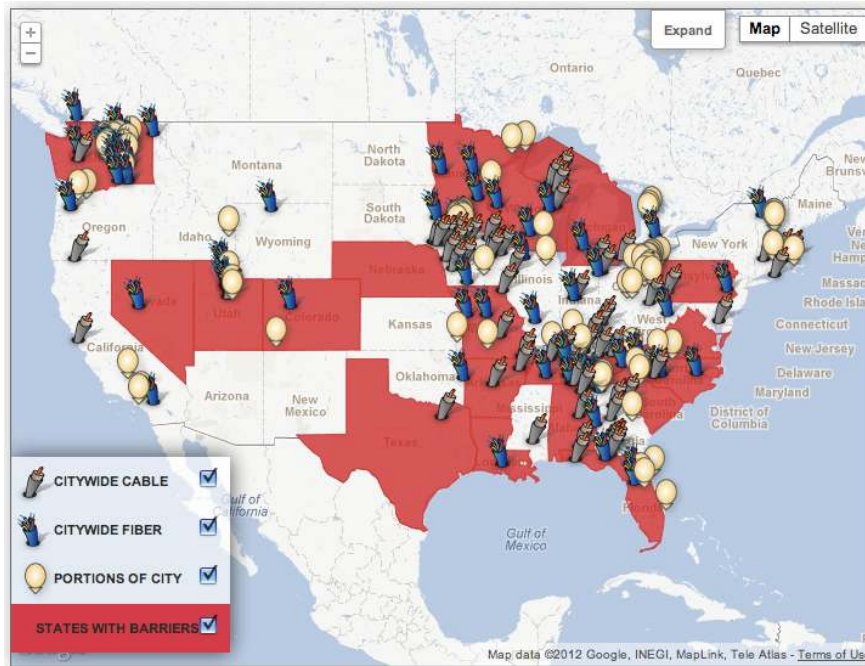 Expand
Map
Satellite
Ontario
Quebec
North
Dakota
Montana
Maine
South
Dakota
Oregon
Idaho
Wyoming
New York
Nebraska
Illinois
Indiana
Massac
Rhode Isla
Connecticut
New Jersey
Delaware
Maryland
District of
Columbia
Utah
Colorado
Kansas
West
California
Oklahoma
Arizona
New
Mexico
Mississippi
South
Carolina
Texas
Florida
Gulf of
California
Gulf of
Mexico
CITYWIDE CABLE
CITYWIDE FIBER
PORTIONS OF CITY
STATES WITH BARRIERS
Map data ©2012 Google, INEGI, MapLink, Tele Atlas - Terms of Us